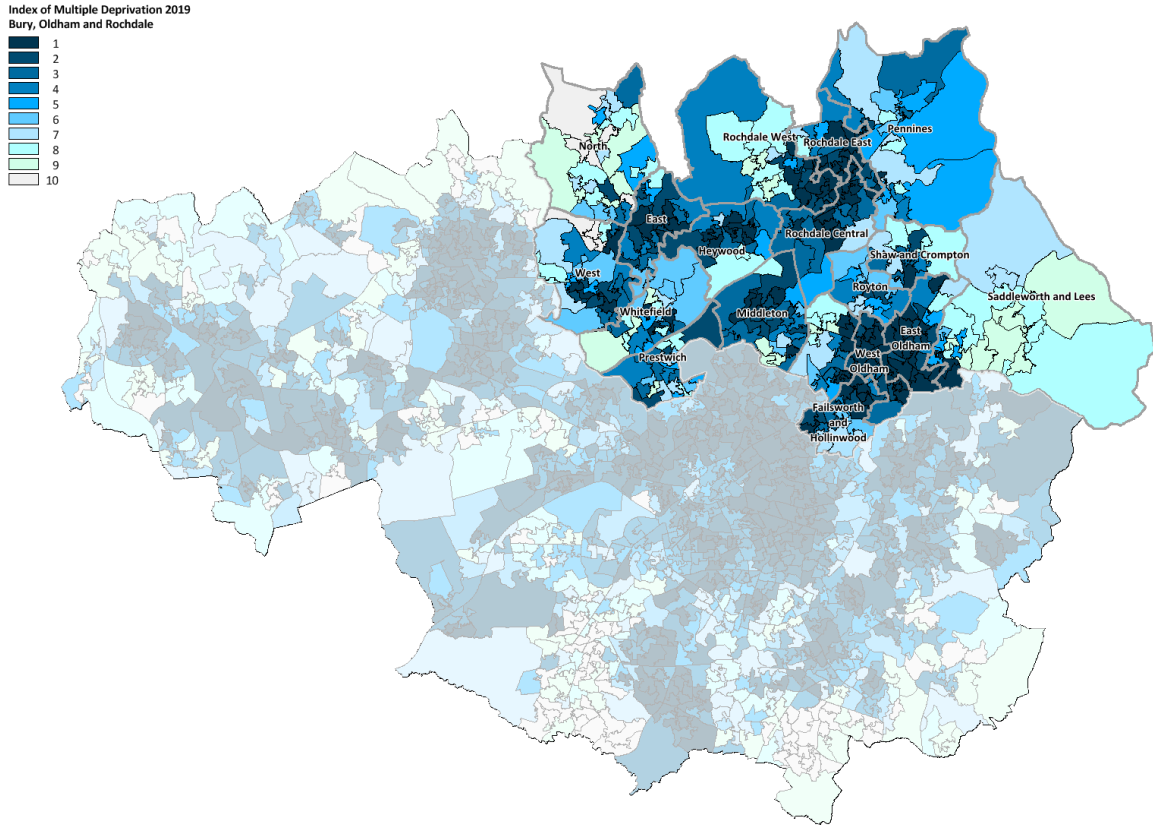 Index of Multiple Deprivation 2019
Bury, Oldham and Rochdale
1
2
3
4
5
6
7
8
9
10
North
Rochdale West
Rochdale East
Pennines
East
Heywood
Rochdale Central
Shaw and Crompton
West
Royton
Saddleworth and Lees
Whitefield
Middleton
East
Oldham
Prestwich
West
Oldham
Failsworth
and
Hollinwood